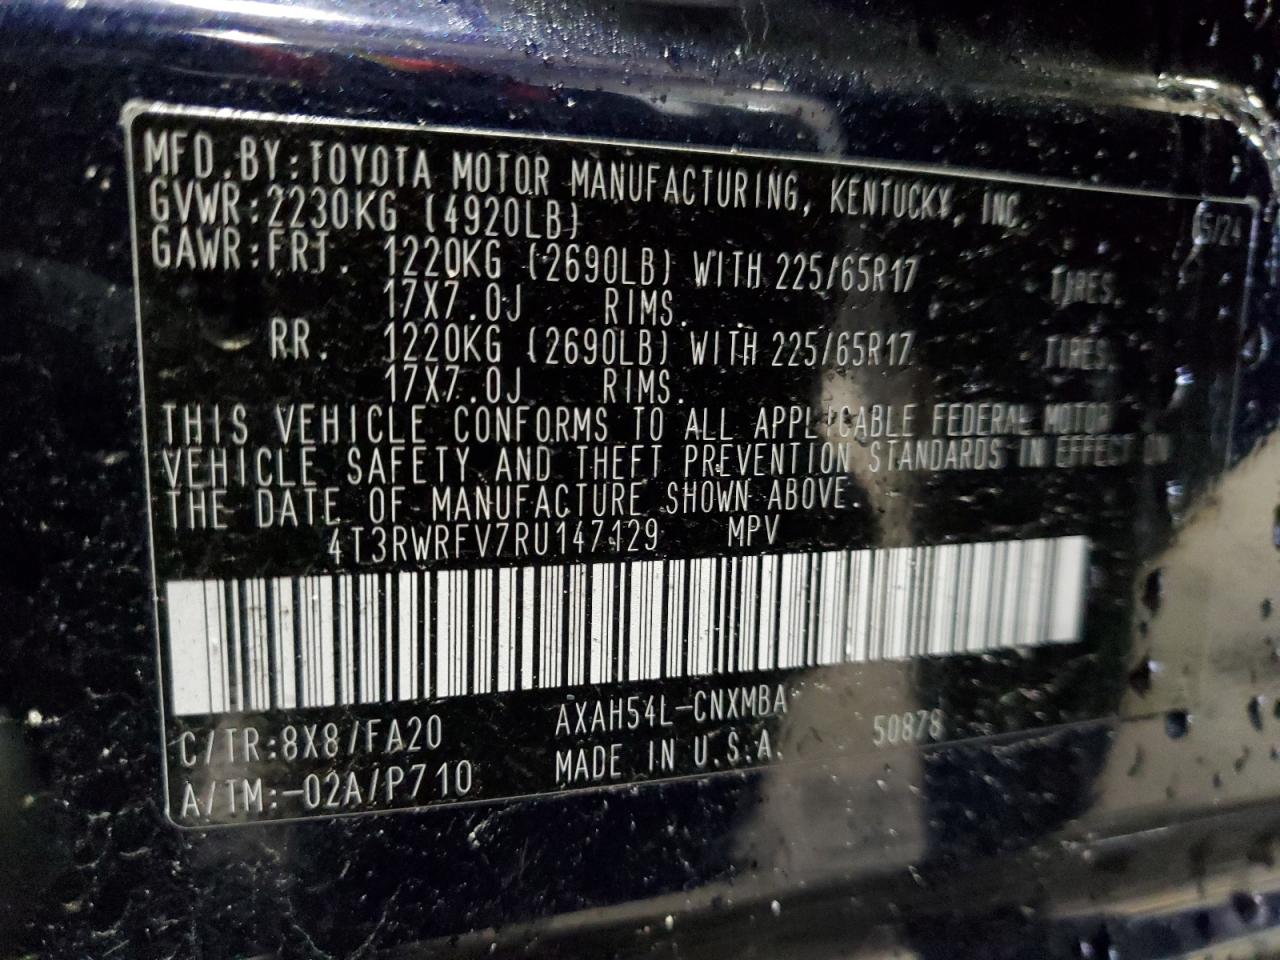 MFD.BY:TOYOTA MOTOR MANUFACTURING, KENTUCKY, INC.
GVWR:2230KG (4920LB) 05/24
GAWR:FRT. 1220KG (2690LB) WITH 225/65R17 TIRES.
17X7.0J RIMS.
RR. 1220KG (2690LB) WITH 225/65R17 TIRES.
17X7.0J RIMS.
THIS VEHICLE CONFORMS TO ALL APPLICABLE FEDERAL MOTOR
VEHICLE SAFETY AND THEFT PREVENTION STANDARDS IN EFFECT ON
THE DATE OF MANUFACTURE SHOWN ABOVE.
4T3RWRFV7RU147129 MPV
C/TR:8X8/FA20 AXAH54L-CNXMBA 50878
A/TM:-02A/P710 MADE IN U.S.A.